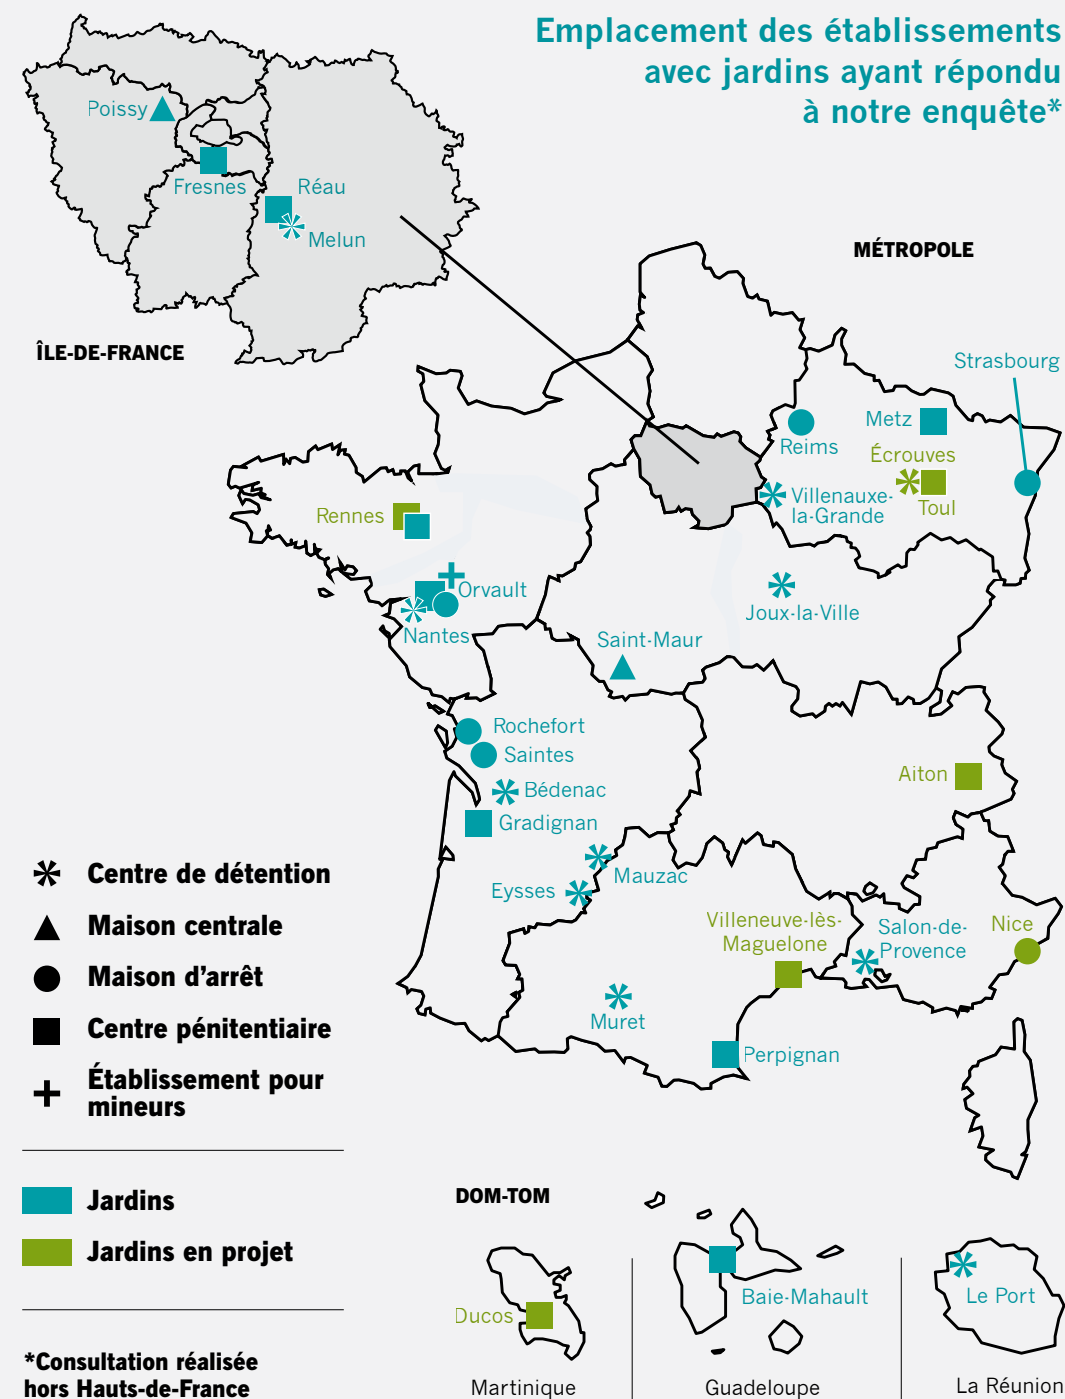 Emplacement des établissements
avec jardins ayant répondu
à notre enquête*
Poissy
Fresnes
Réau
Melun
ÎLE-DE-FRANCE
MÉTROPOLE
Strasbourg
Reims
Metz
Écrouves
Toul
Villenauxe-
la-Grande
Rennes
Orvault
Nantes
Joux-la-Ville
Saint-Maur
Rochefort
Saintes
Bédenac
Gradignan
Aiton
Mauzac
Eysses
Villeneuve-lès-
Maguelone
Salon-de-
Provence
Nice
Muret
Perpignan
Centre de détention
Maison centrale
Maison d'arrêt
Centre pénitentiaire
Établissement pour
mineurs
Jardins
Jardins en projet
*Consultation réalisée
hors Hauts-de-France
DOM-TOM
Ducos
Martinique
Baie-Mahault
Guadeloupe
Le Port
La Réunion